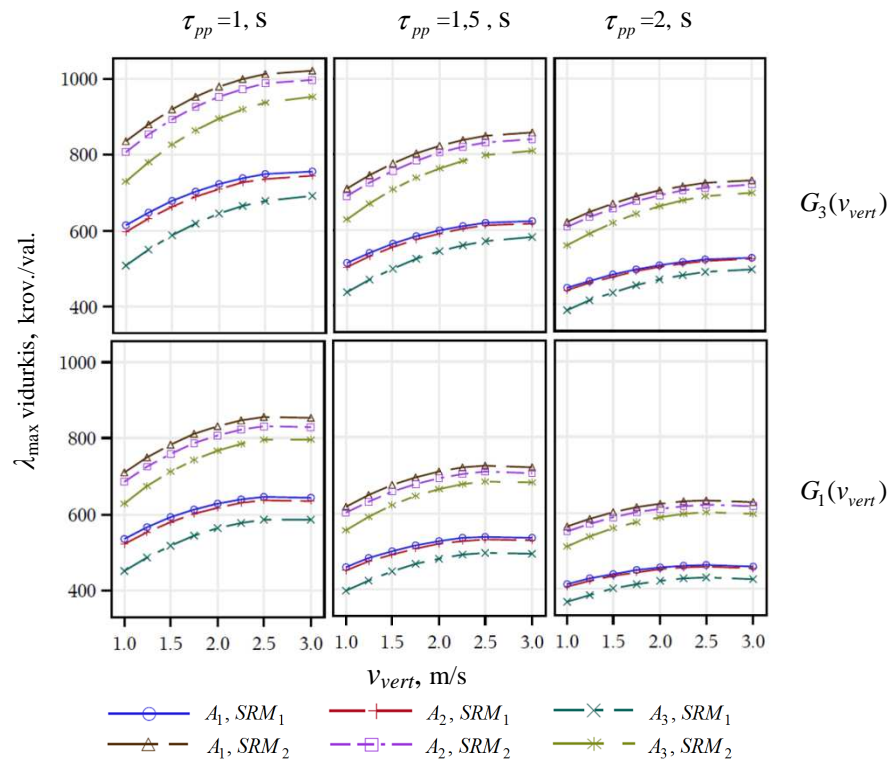 τpp =1, s τpp =1,5 , s τpp =2, s
1000
800
600
400
G3(vvert)
λmax vidurkis, krov./val.
1000
800
600
400
G1(vvert)
1.0 1.5 2.0 2.5 3.0 1.0 1.5 2.0 2.5 3.0 1.0 1.5 2.0 2.5 3.0
vvert, m/s
A1, SRM1 A2, SRM1 A3, SRM1
A1, SRM2 A2, SRM2 A3, SRM2